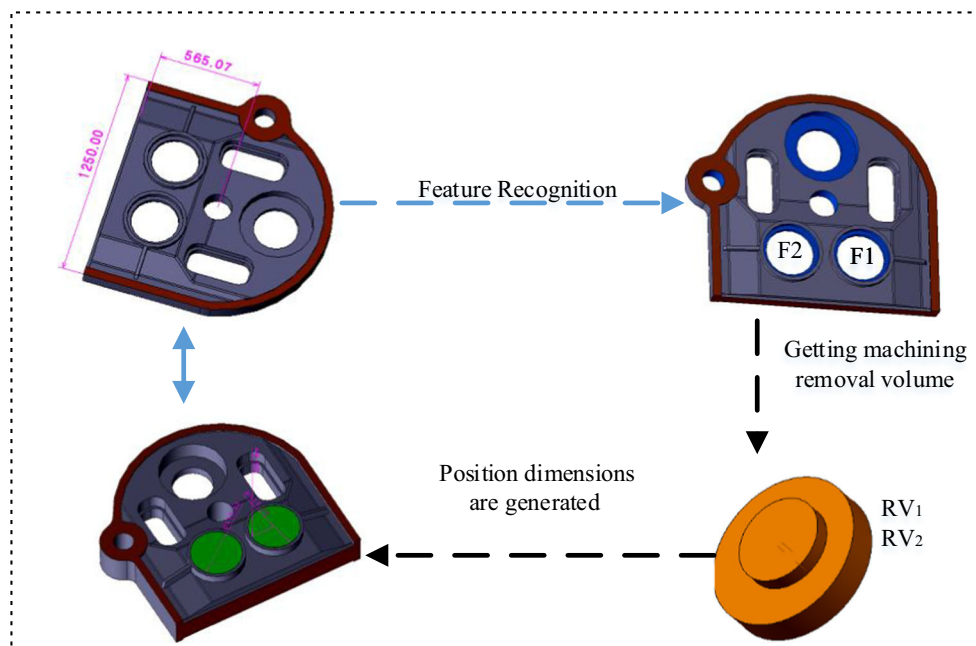 565.07
1250.00
Feature Recognition
F2
F1
Getting machining
removal volume
Position dimensions
are generated
RV1
RV2